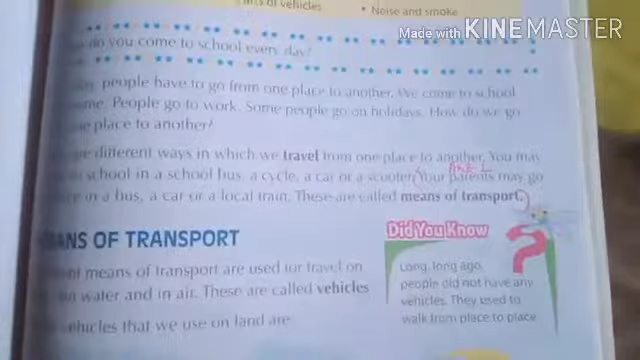 of vehicles
• Noise and smoke
Made with KINEMASTER
do you come to school every day?
people have to go from one place to another. We come to school
People go to work. Some people go on holidays. How do we go
place to another?
are different ways in which we travel from one place to another. You may
school in a school bus, a cycle, a car or a scooter. Your parents may go
in a bus, a car or a local train. These are called means of transport.
MEANS OF TRANSPORT
means of transport are used for travel on
on water and in air. These are called vehicles
vehicles that we use on land are
Did You Know
?
Long, long ago,
people did not have any
vehicles. They used to
walk from place to place